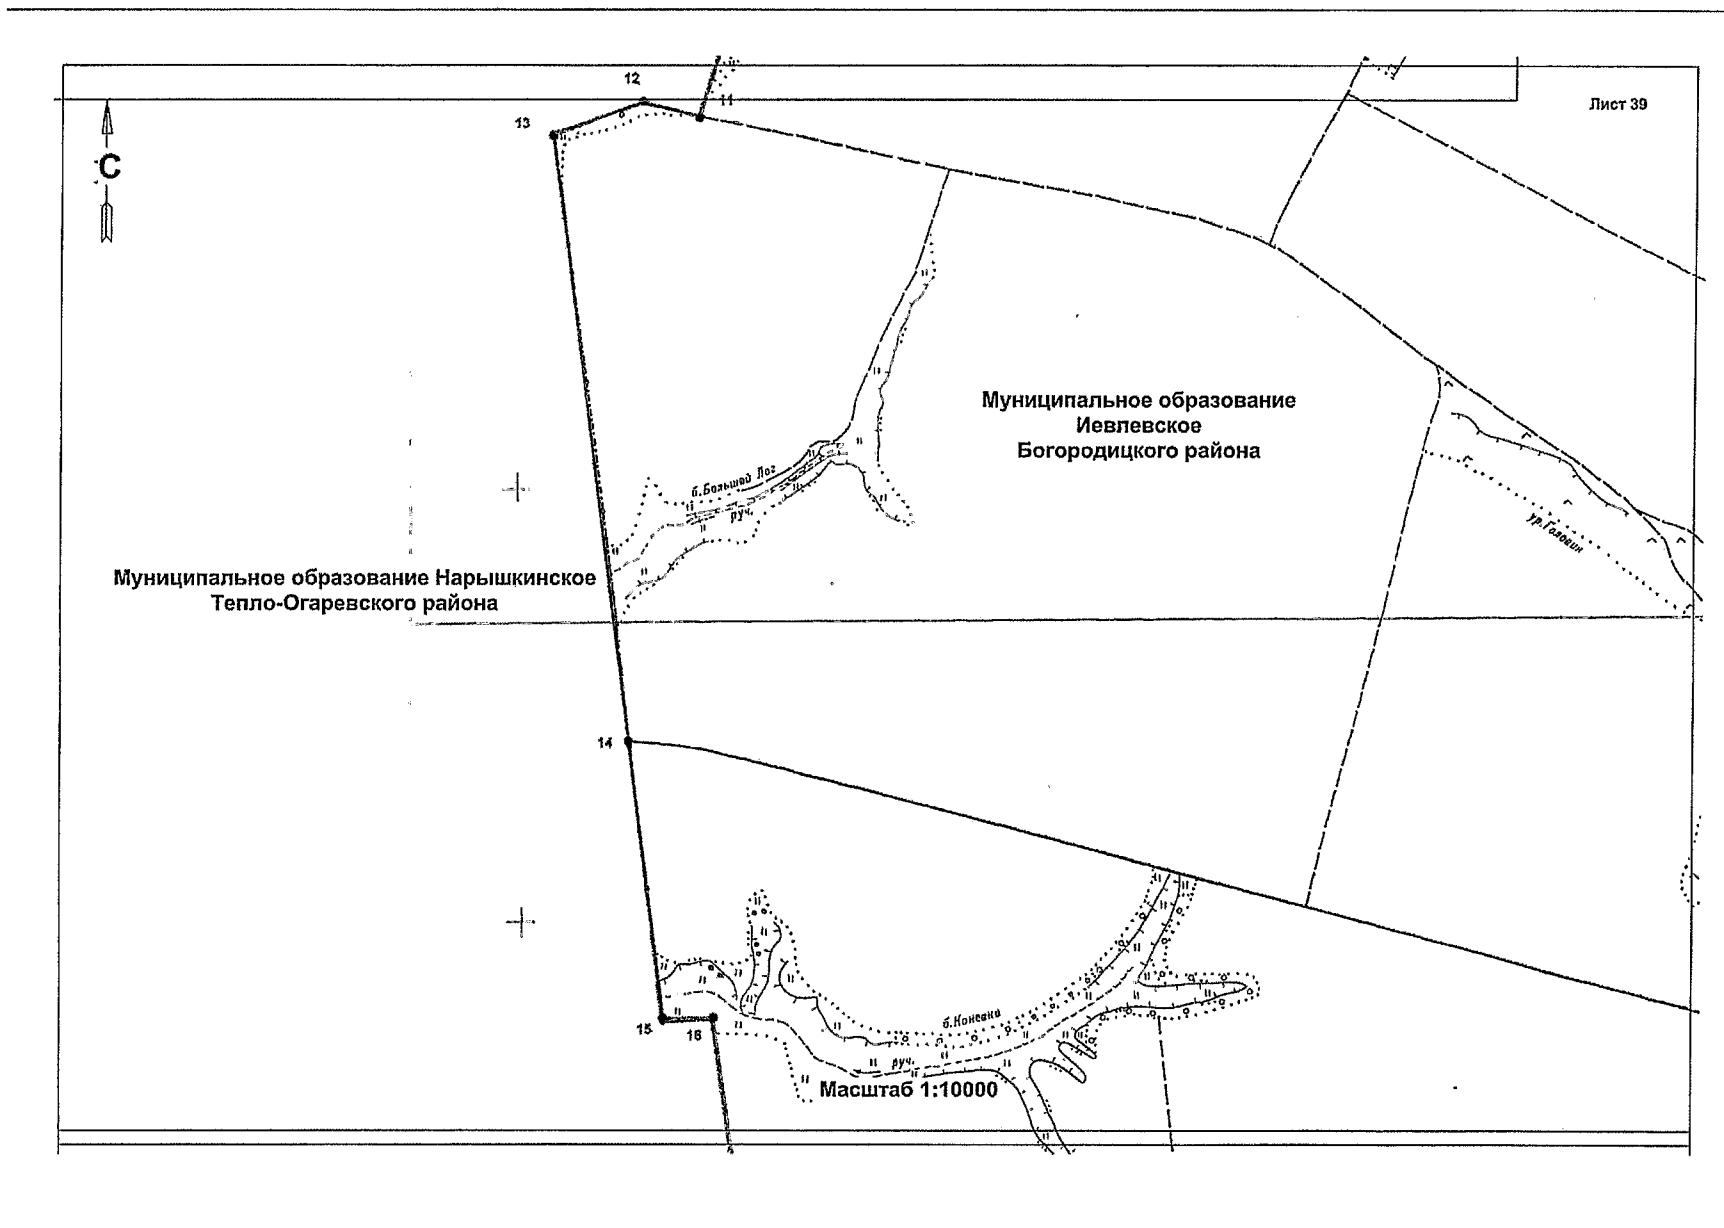 12
11
Лист 39
13
С
Муниципальное образование
Иевлевское
Богородицкого района
б. Большой Лог
руч.
ур. Головин
Муниципальное образование Нарышкинское
Тепло-Огаревского района
14
15
16
б. Коневка
руч.
Масштаб 1:10000